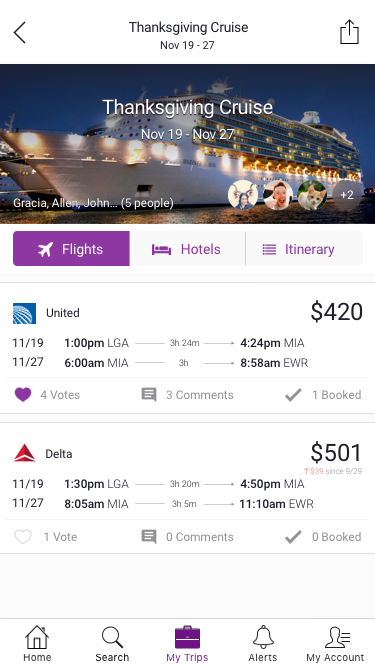 Thanksgiving Cruise
Nov 19 - 27
Thanksgiving Cruise
Nov 19 - Nov 27
Gracia, Allen, John... (5 people)
+2
Flights
Hotels
Itinerary
United
$420
11/19 1:00pm LGA 3h 24m 4:24pm MIA
11/27 6:00am MIA 3h 8:58am EWR
4 Votes
3 Comments
1 Booked
Delta
$501
↑$39 since 9/29
11/19 1:30pm LGA 3h 20m 4:50pm MIA
11/27 8:05am MIA 3h 5m 11:10am EWR
1 Vote
0 Comments
0 Booked
Home
Search
My Trips
Alerts
My Account